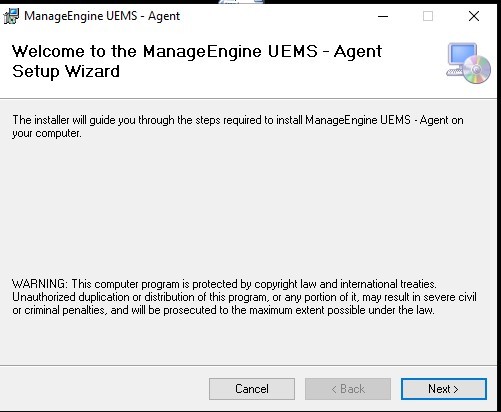 ManageEngine UEMS - Agent
Welcome to the ManageEngine UEMS - Agent
Setup Wizard
The installer will guide you through the steps required to install ManageEngine UEMS - Agent on
your computer.
WARNING: This computer program is protected by copyright law and international treaties.
Unauthorized duplication or distribution of this program, or any portion of it, may result in severe civil
or criminal penalties, and will be prosecuted to the maximum extent possible under the law.
Cancel
< Back
Next >